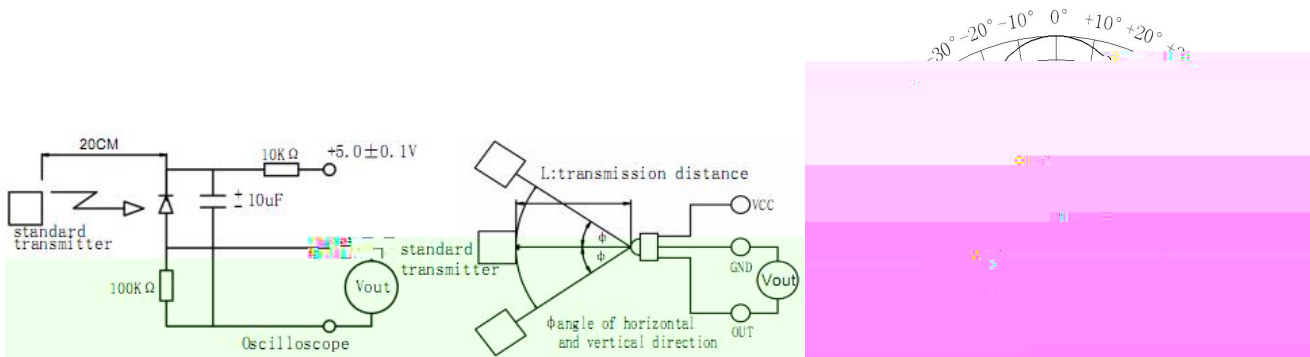 20CM
10KΩ
+5.0±0.1V
± 10uF
standard
transmitter
100KΩ
Vout
Oscilloscope
L:transmission distance
VCC
standard
transmitter
ϕ
ϕ
GND
Vout
OUT
ϕangle of horizontal
and vertical direction
-30° -20° -10° 0° +10° +20°